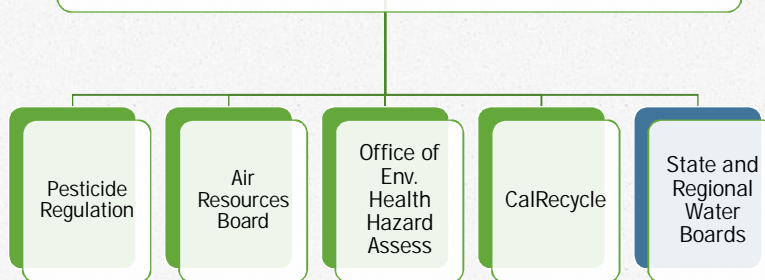 Pesticide
Regulation
Air
Resources
Board
Office of
Env.
Health
Hazard
Assess
CalRecycle
State and
Regional
Water
Boards